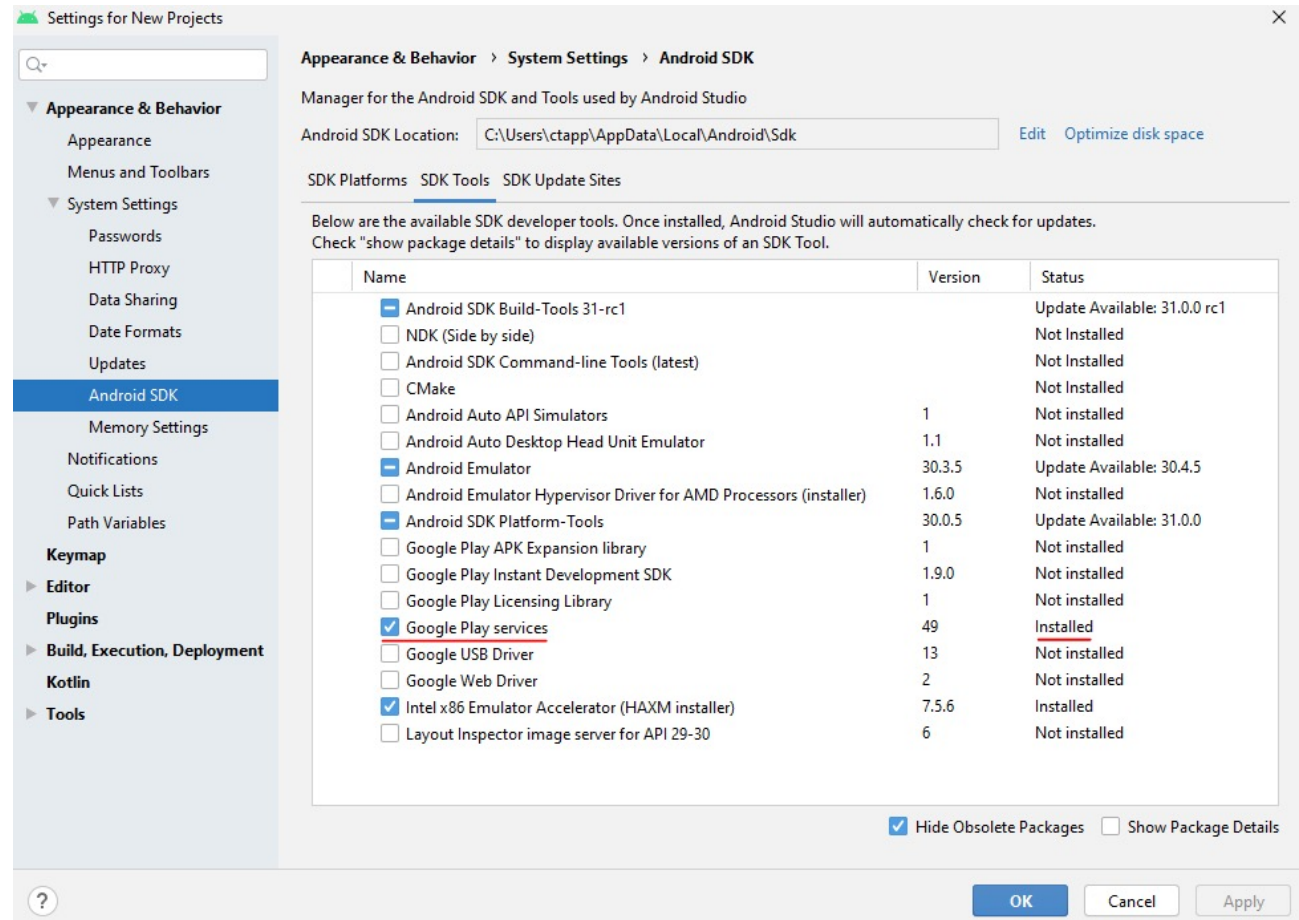 Settings for New Projects
Appearance & Behavior
Appearance
Menus and Toolbars
System Settings
Passwords
HTTP Proxy
Data Sharing
Date Formats
Updates
Android SDK
Memory Settings
Notifications
Quick Lists
Path Variables
Keymap
Editor
Plugins
Build, Execution, Deployment
Kotlin
Tools
Appearance & Behavior › System Settings › Android SDK
Manager for the Android SDK and Tools used by Android Studio
Android SDK Location: C:\Users\ctapp\AppData\Local\Android\Sdk Edit Optimize disk space
SDK Platforms SDK Tools SDK Update Sites
Below are the available SDK developer tools. Once installed, Android Studio will automatically check for updates.
Check "show package details" to display available versions of an SDK Tool.
Name Version Status
Android SDK Build-Tools 31-rc1 Update Available: 31.0.0 rc1
NDK (Side by side) Not Installed
Android SDK Command-line Tools (latest) Not Installed
CMake Not Installed
Android Auto API Simulators 1 Not installed
Android Auto Desktop Head Unit Emulator 1.1 Not installed
Android Emulator 30.3.5 Update Available: 30.4.5
Android Emulator Hypervisor Driver for AMD Processors (installer) 1.6.0 Not installed
Android SDK Platform-Tools 30.0.5 Update Available: 31.0.0
Google Play APK Expansion library 1 Not installed
Google Play Instant Development SDK 1.9.0 Not installed
Google Play Licensing Library 1 Not installed
Google Play services 49 Installed
Google USB Driver 13 Not installed
Google Web Driver 2 Not installed
Intel x86 Emulator Accelerator (HAXM installer) 7.5.6 Installed
Layout Inspector image server for API 29-30 6 Not installed
Hide Obsolete Packages Show Package Details
? OK Cancel Apply